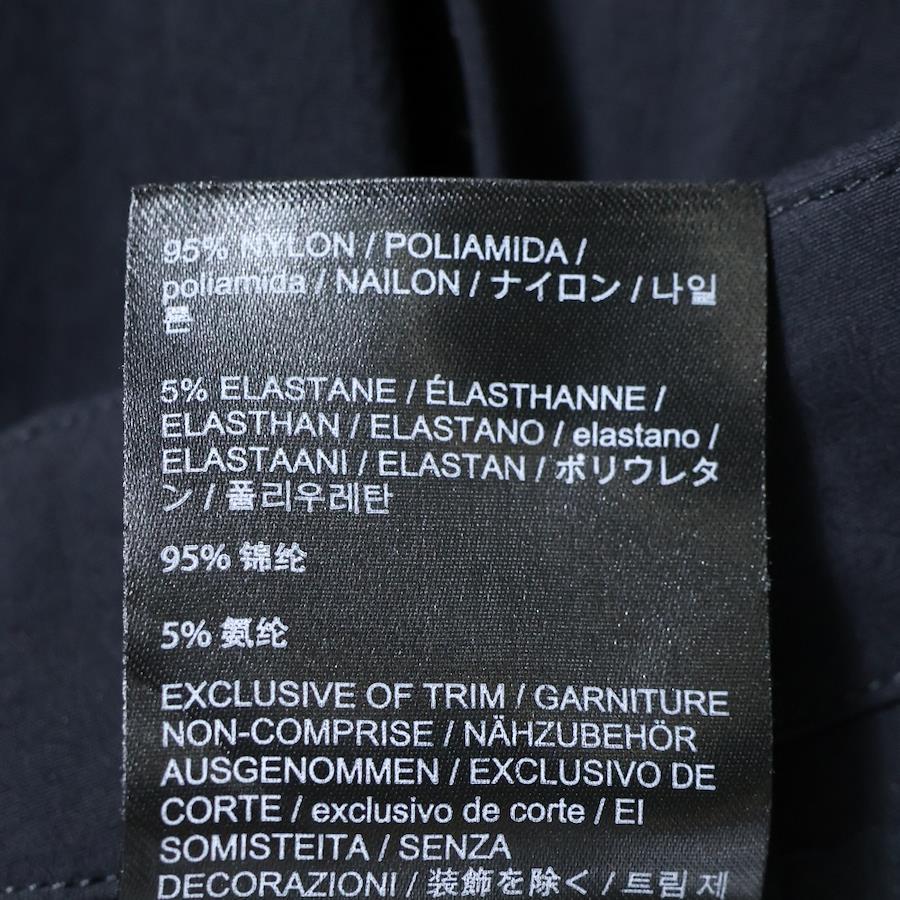 95% NYLON / POLIAMIDA /
poliamida / NAILON / ナイロン / 나일
론
5% ELASTANE / ÉLASTHANNE /
ELASTHAN / ELASTANO / elastano /
ELASTAANI / ELASTAN / ポリウレタ
ン / 폴리우레탄
95% 锦纶
5% 氨纶
EXCLUSIVE OF TRIM / GARNITURE
NON-COMPRISE / NÄHZUBEHÖR
AUSGENOMMEN / EXCLUSIVO DE
CORTE / exclusivo de corte / EI
SOMISTEITA / SENZA
DECORAZIONI / 装飾を除く / 트림 제